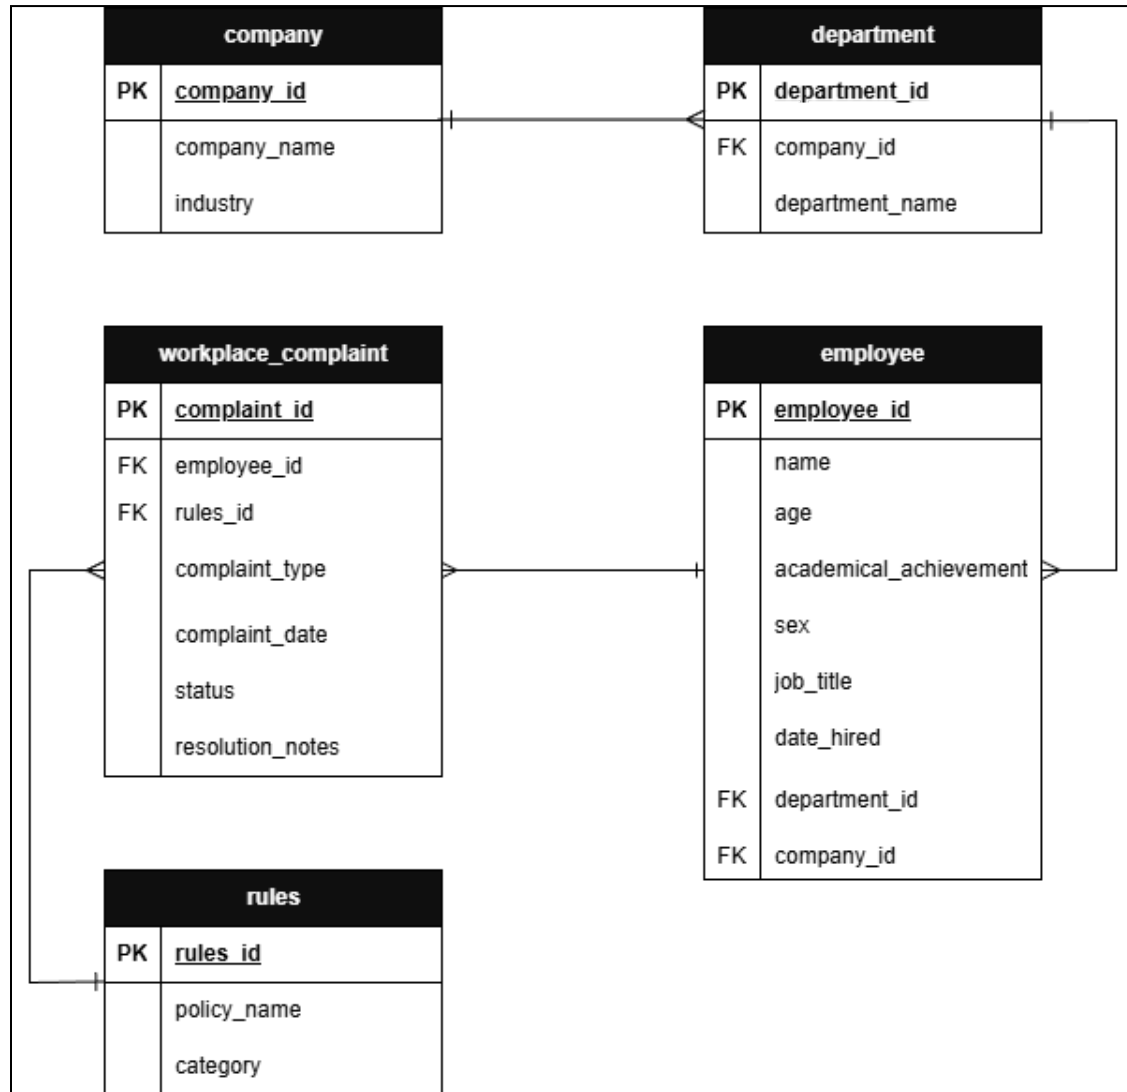 company
PK company_id
company_name
industry
department
PK department_id
FK company_id
department_name
workplace_complaint
PK complaint_id
FK employee_id
FK rules_id
complaint_type
complaint_date
status
resolution_notes
employee
PK employee_id
name
age
academical_achievement
sex
job_title
date_hired
FK department_id
FK company_id
rules
PK rules_id
policy_name
category